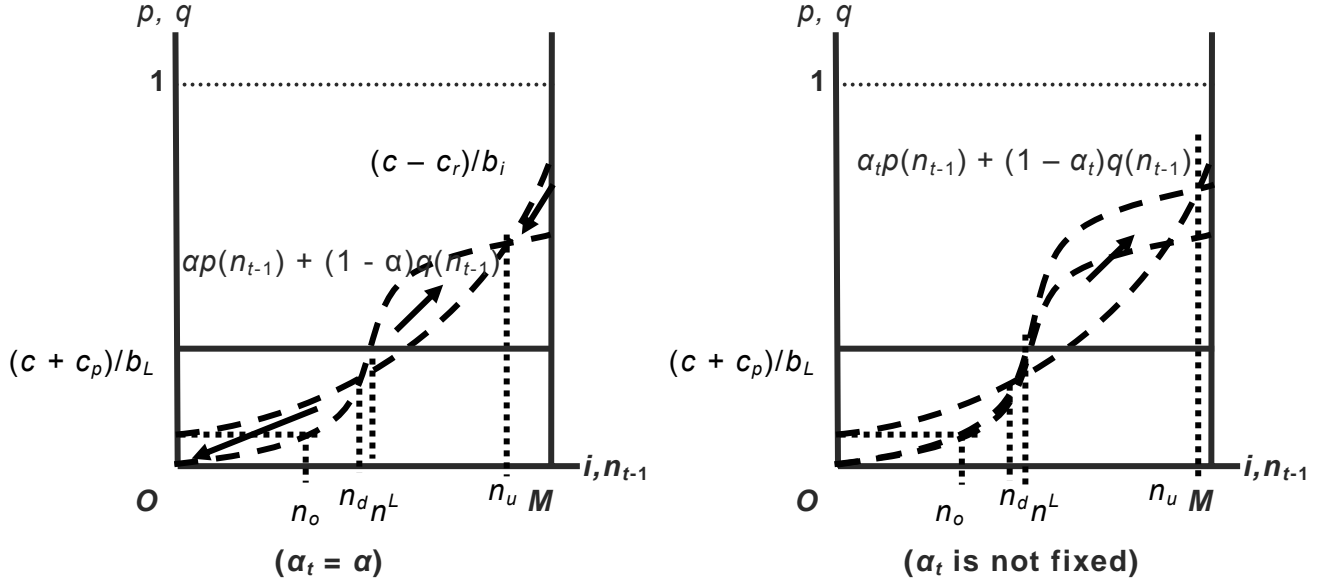 p, q
1
(c – c_r)/b_i
αp(n_{t-1}) + (1 - α)q(n_{t-1})
(c + c_p)/b_L
i,n_{t-1}
O
n_o
n_d
n^L
n_u
M
(α_t = α)
p, q
1
α_tp(n_{t-1}) + (1 – α_t)q(n_{t-1})
(c + c_p)/b_L
i,n_{t-1}
O
n_o
n_d
n^L
n_u
M
(α_t is not fixed)